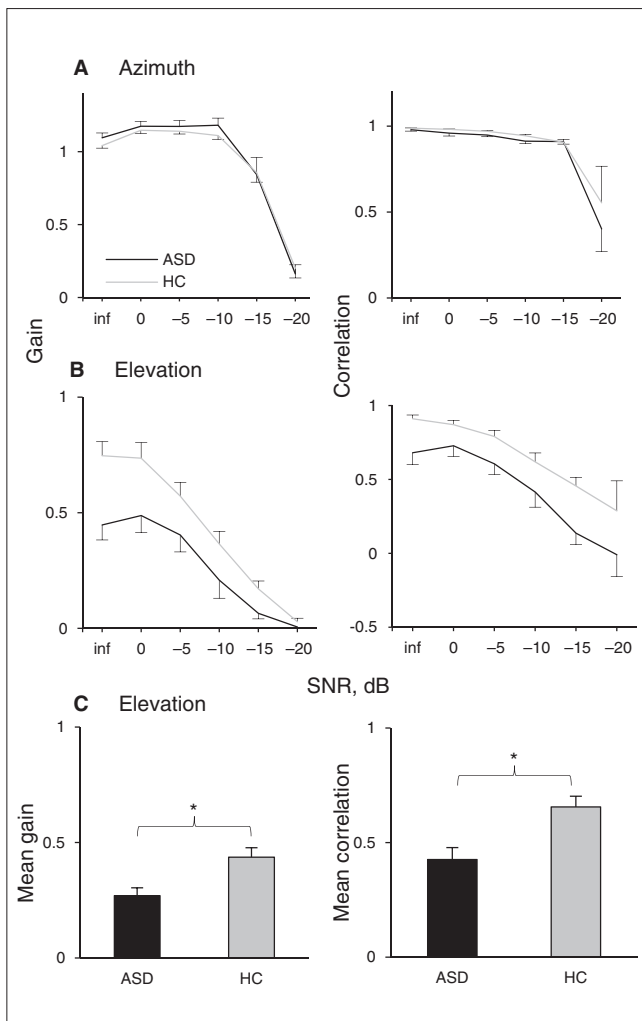 A Azimuth
Gain
1
0.5
0
ASD
HC
inf 0 –5 –10 –15 –20
Correlation
1
0.5
0
inf 0 –5 –10 –15 –20
B Elevation
1
0.5
0
inf 0 –5 –10 –15 –20
1
0.5
0
-0.5
inf 0 –5 –10 –15 –20
SNR, dB
C Elevation
Mean gain
1
0.5
0
*
ASD HC
Mean correlation
1
0.5
0
*
ASD HC